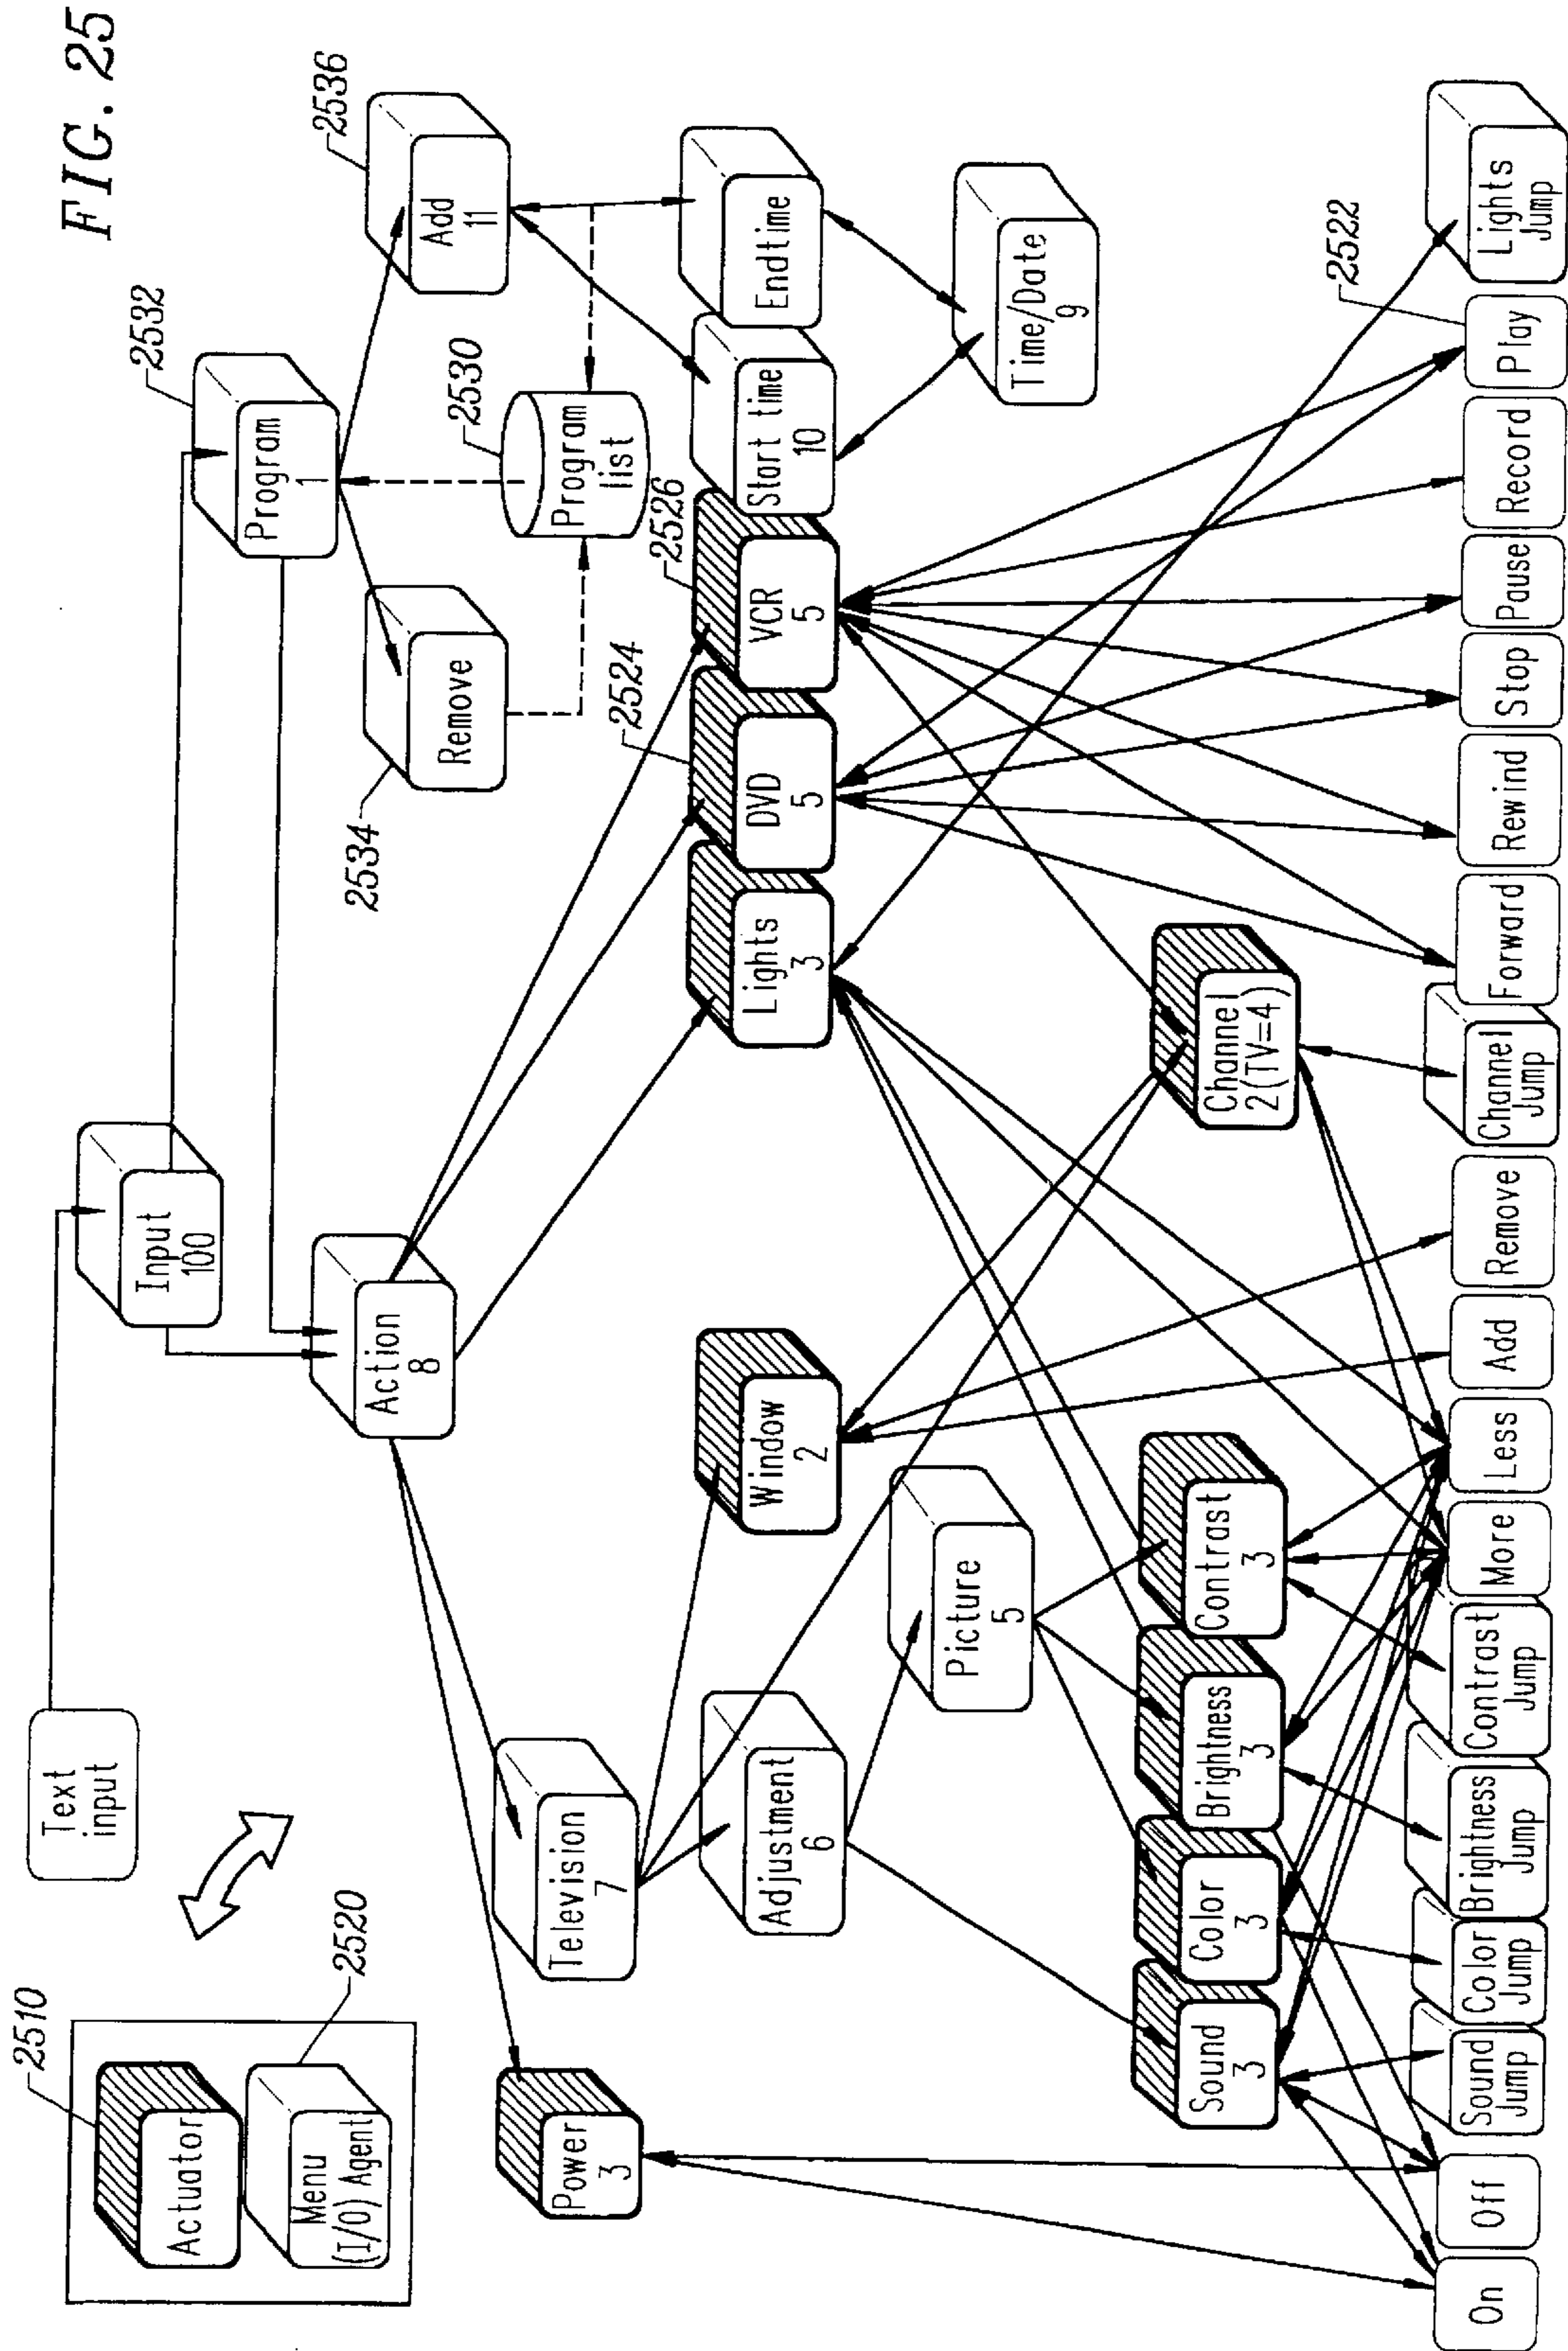 FIG. 25
2510
Actuator
Menu
(I/O) Agent
2520
Text
input
Input
100
Program
1
2532
Action
8
Remove
2534
Add
11
2536
Program
list
2530
Power
3
Television
7
Adjustment
6
Window
2
Lights
3
DVD
5
2524
VCR
5
2526
Start time
10
Endtime
Picture
5
Time/Date
9
Sound
3
Color
3
Brightness
3
Contrast
3
Channel
2(TV=4)
On
Off
Sound
Jump
Color
Jump
Brightness
Jump
Contrast
Jump
More
Less
Add
Remove
Channel
Jump
Forward
Rewind
Stop
Pause
Record
Play
2522
Lights
Jump